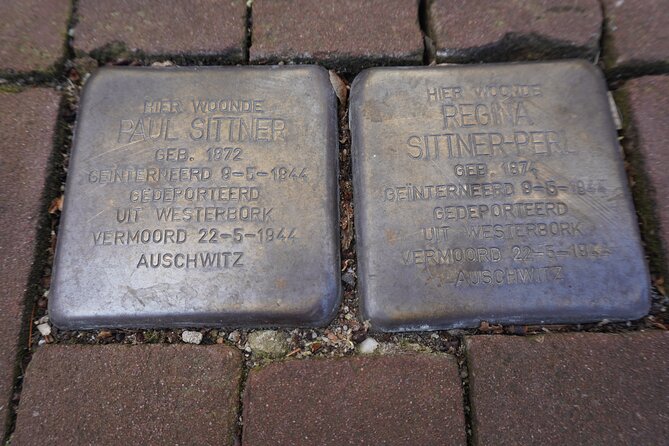 HIER WOONDE
PAUL SITTNER
GEB. 1872
GEÏNTERNEERD 9-5-1944
GEDEPORTEERD
UIT WESTERBORK
VERMOORD 22-5-1944
AUSCHWITZ
HIER WOONDE
REGINA
SITTNER-PERL
GEB. 1874
GEÏNTERNEERD 9-5-1944
GEDEPORTEERD
UIT WESTERBORK
VERMOORD 22-5-1944
AUSCHWITZ